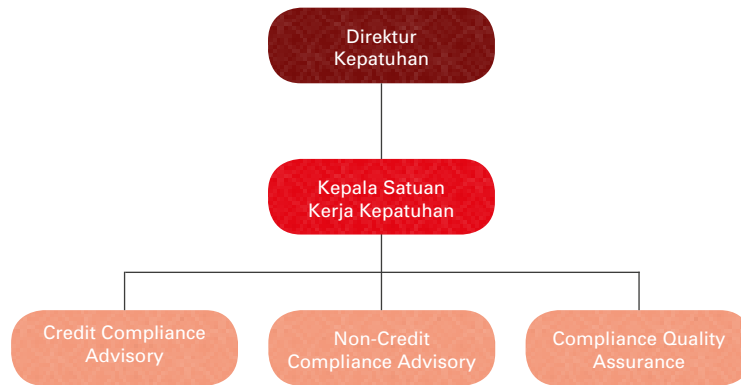 Direktur
Kepatuhan
Kepala Satuan
Kerja Kepatuhan
Credit Compliance
Advisory
Non-Credit
Compliance Advisory
Compliance Quality
Assurance